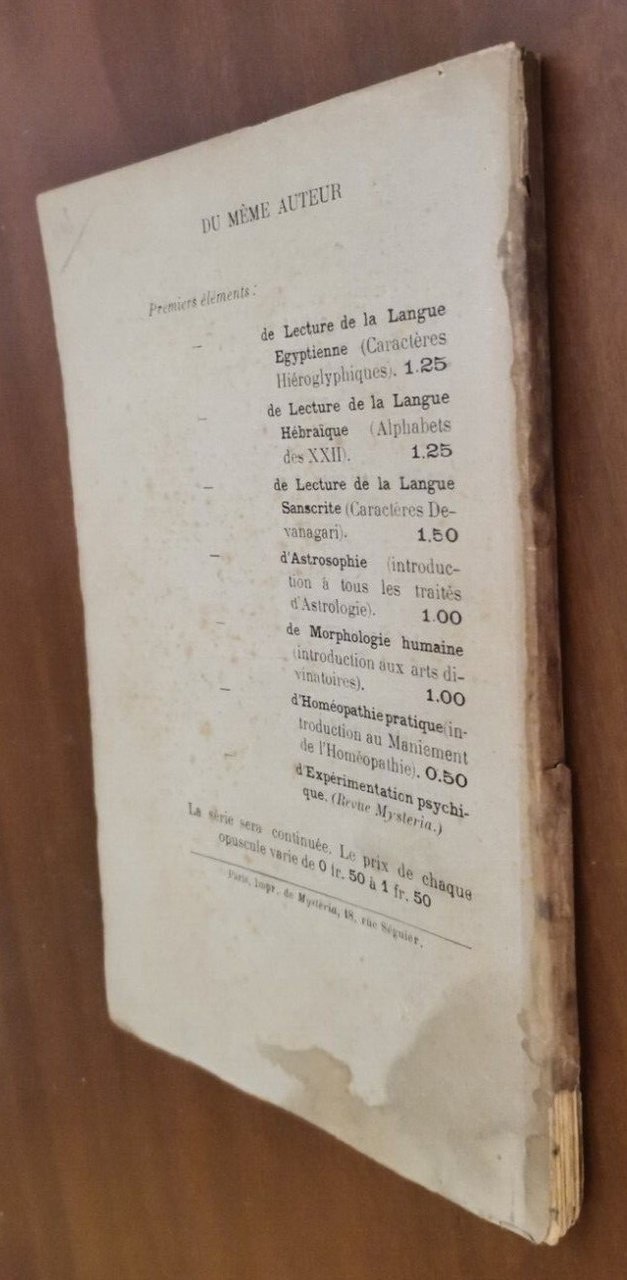 DU MÊME AUTEUR
Premiers éléments:
— de Lecture de la Langue
Egyptienne (Caractères
Hiéroglyphiques). 1.25
— de Lecture de la Langue
Hébraïque (Alphabets
des XXII). 1.25
— de Lecture de la Langue
Sanscrite (Caractères De-
vanagari). 1.50
— d'Astrosophie (introduc-
tion à tous les traités
d'Astrologie). 1.00
— de Morphologie humaine
(introduction aux arts di-
vinatoires). 1.00
— d'Homéopathie pratique (in-
troduction au Maniement
de l'Homéopathie). 0.50
— d'Expérimentation psychi-
que. (Revue Mysteria.)
La série sera continuée. Le prix de chaque
opuscule varie de 0 fr. 50 à 1 fr. 50
Paris, Impr. de Mysteria, 18, rue Séguier.